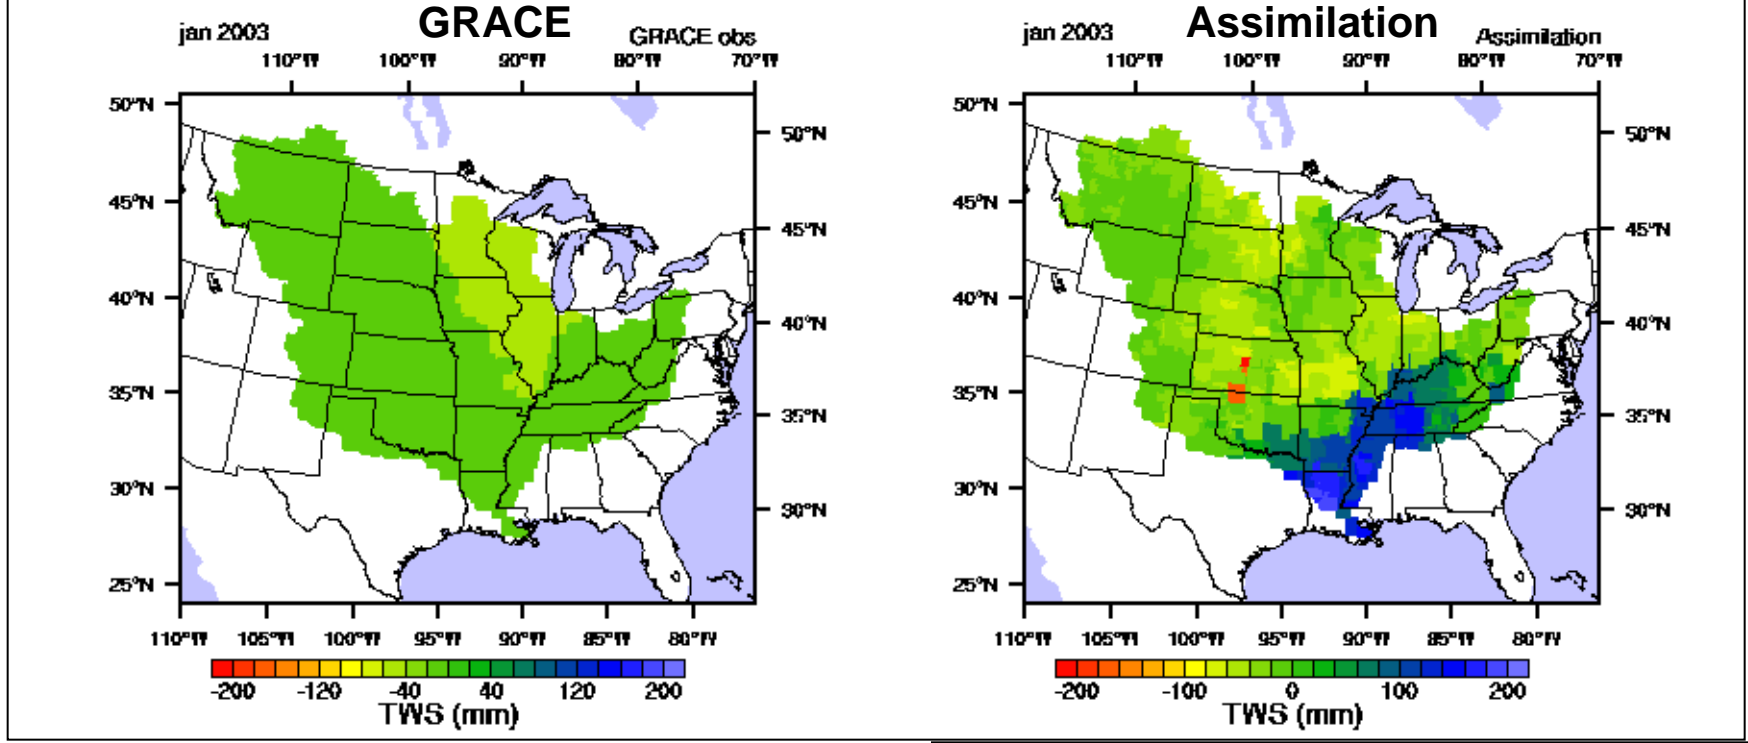 GRACE
jan 2003 GRACE obs
110°W 100°W 90°W 80°W 70°W
50°N 50°N
45°N 45°N
40°N 40°N
35°N 35°N
30°N 30°N
25°N
110°W 105°W 100°W 95°W 90°W 85°W 80°W
-200 -120 -40 40 120 200
TWS (mm)
Assimilation
jan 2003 Assimilation
110°W 100°W 90°W 80°W 70°W
50°N 50°N
45°N 45°N
40°N 40°N
35°N 35°N
30°N 30°N
25°N
110°W 105°W 100°W 95°W 90°W 85°W 80°W
-200 -100 0 100 200
TWS (mm)